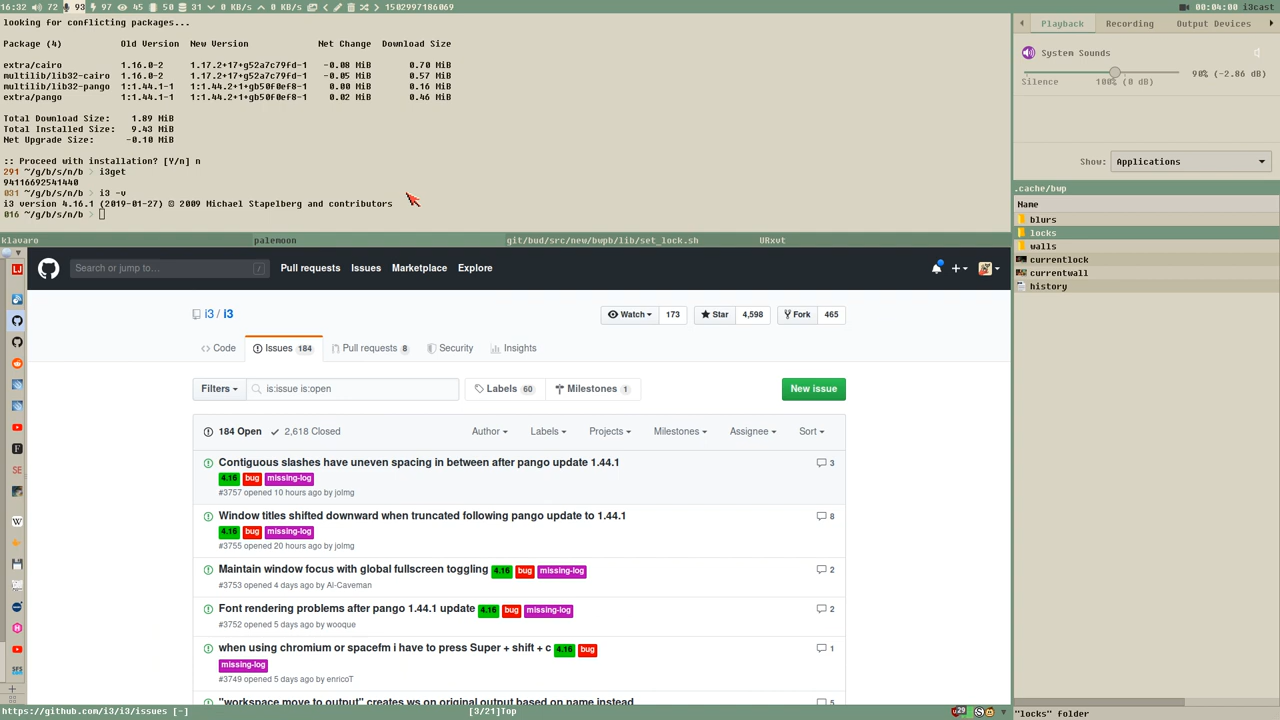 16:32 72 93 97 45 50 31 0 KB/s 0 KB/s 1502997186069
00:04:00 i3cast
looking for conflicting packages...
Package (4) Old Version New Version Net Change Download Size
extra/cairo 1.16.0-2 1.17.2+17+g52a7c79fd-1 -0.08 MiB 0.70 MiB
multilib/lib32-cairo 1.16.0-2 1.17.2+17+g52a7c79fd-1 -0.05 MiB 0.57 MiB
multilib/lib32-pango 1:1.44.1-1 1:1.44.2+1+gb50f0ef8-1 0.00 MiB 0.16 MiB
extra/pango 1:1.44.1-1 1:1.44.2+1+gb50f0ef8-1 0.02 MiB 0.46 MiB
Total Download Size: 1.89 MiB
Total Installed Size: 9.43 MiB
Net Upgrade Size: -0.10 MiB
:: Proceed with installation? [Y/n] n
291 ~/g/b/s/n/b > i3get
94116692541440
031 ~/g/b/s/n/b > i3 -v
i3 version 4.16.1 (2019-01-27) © 2009 Michael Stapelberg and contributors
016 ~/g/b/s/n/b >
Playback Recording Output Devices
System Sounds
90% (-2.86 dB)
Silence 100% (0 dB)
Show: Applications
.cache/bwp
Name
blurs
locks
walls
currentlock
currentwall
history
"locks" folder
klavaro palemoon git/bud/src/new/bwpb/lib/set_lock.sh URxvt
Search or jump to... / Pull requests Issues Marketplace Explore
i3 / i3
Watch 173 Star 4,598 Fork 465
Code Issues 184 Pull requests 8 Security Insights
Filters is:issue is:open Labels 60 Milestones 1 New issue
184 Open 2,618 Closed Author Labels Projects Milestones Assignee Sort
Contiguous slashes have uneven spacing in between after pango update 1.44.1 3
4.16 bug missing-log
#3757 opened 10 hours ago by jolmg
Window titles shifted downward when truncated following pango update to 1.44.1 8
4.16 bug missing-log
#3755 opened 20 hours ago by jolmg
Maintain window focus with global fullscreen toggling 4.16 bug missing-log 2
#3753 opened 4 days ago by Al-Caveman
Font rendering problems after pango 1.44.1 update 4.16 bug missing-log 2
#3752 opened 5 days ago by wooque
when using chromium or spacefm i have to press Super + shift + c 4.16 bug 1
missing-log
#3749 opened 5 days ago by enricoT
"workspace move to output" creates ws on original output based on name instead
https://github.com/i3/i3/issues [-] [3/21]Top
29